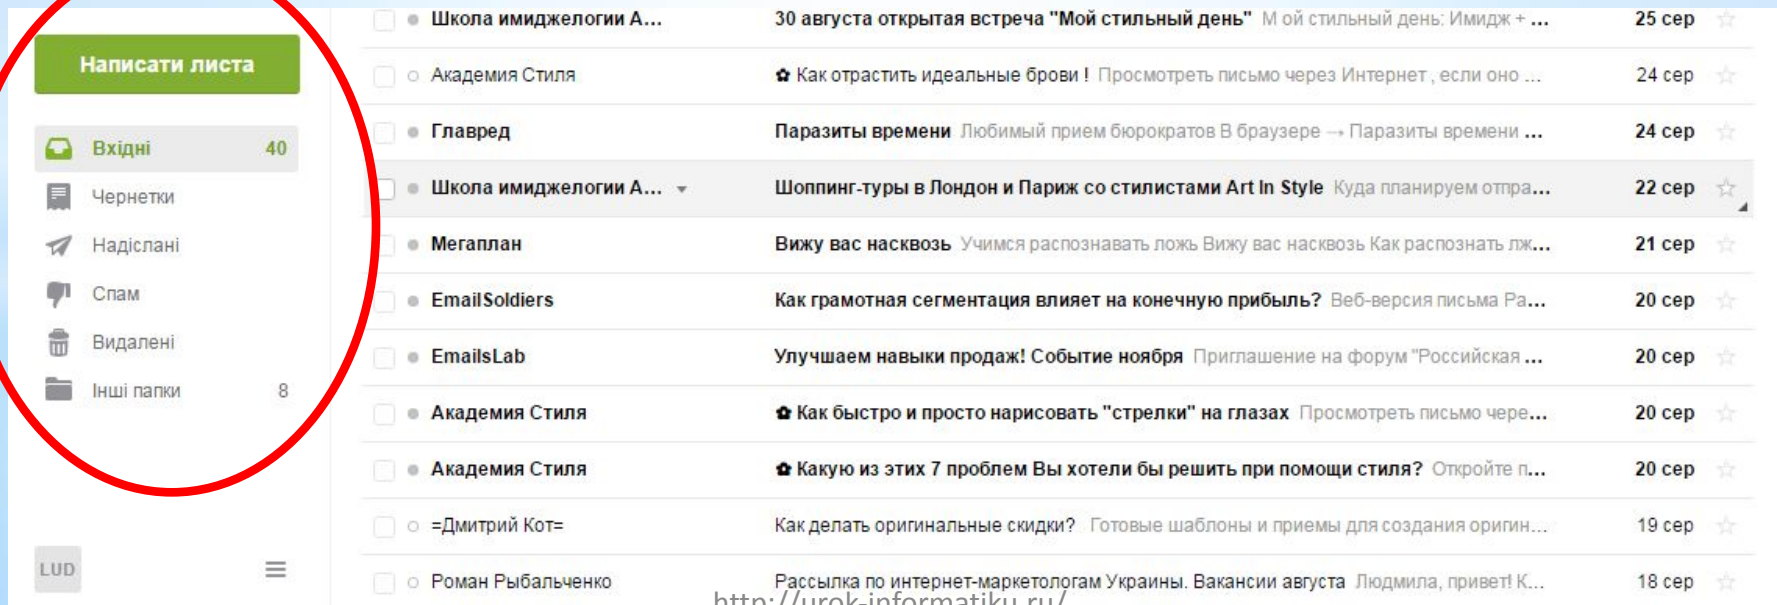 Написати листа
Вхідні 40
Чернетки
Надіслані
Спам
Видалені
Інші папки 8
LUD
Школа имиджелогии А... 30 августа открытая встреча "Мой стильный день" М ой стильный день: Имидж + ... 25 сер
Академия Стиля ✿ Как отрастить идеальные брови ! Просмотреть письмо через Интернет , если оно ... 24 сер
Главред Паразиты времени Любимый прием бюрократов В браузере → Паразиты времени ... 24 сер
Школа имиджелогии А... Шоппинг-туры в Лондон и Париж со стилистами Art In Style Куда планируем отпра... 22 сер
Мегаплан Вижу вас насквозь Учимся распознавать ложь Вижу вас насквозь Как распознать лж... 21 сер
EmailSoldiers Как грамотная сегментация влияет на конечную прибыль? Веб-версия письма Ра... 20 сер
EmailsLab Улучшаем навыки продаж! Событие ноября Приглашение на форум "Российская ... 20 сер
Академия Стиля ✿ Как быстро и просто нарисовать "стрелки" на глазах Просмотреть письмо чере... 20 сер
Академия Стиля ✿ Какую из этих 7 проблем Вы хотели бы решить при помощи стиля? Откройте п... 20 сер
=Дмитрий Кот= Как делать оригинальные скидки? Готовые шаблоны и приемы для создания оригин... 19 сер
Роман Рыбальченко Рассылка по интернет-маркетологам Украины. Вакансии августа Людмила, привет! К... 18 сер
http://urok-informatiku.ru/